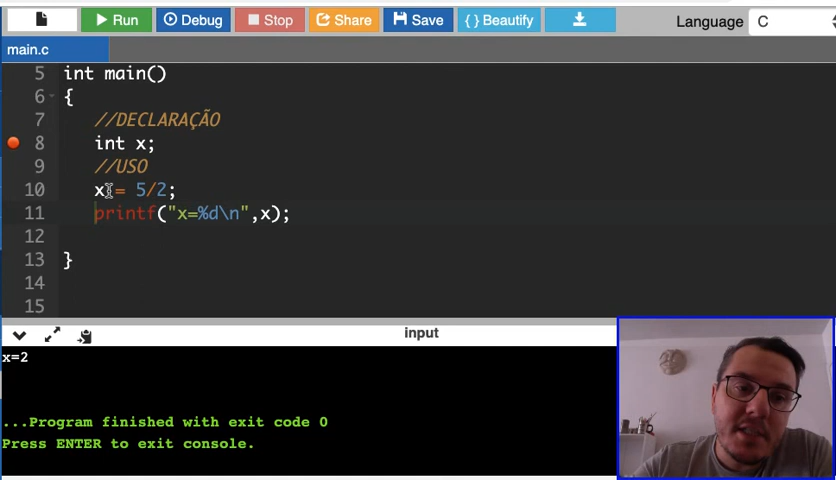 Run Debug Stop Share Save { } Beautify Language C
main.c
5 int main()
6 {
7 //DECLARAÇÃO
8 int x;
9 //USO
10 x = 5/2;
11 printf("x=%d\n",x);
12
13 }
14
15
input
x=2
...Program finished with exit code 0
Press ENTER to exit console.